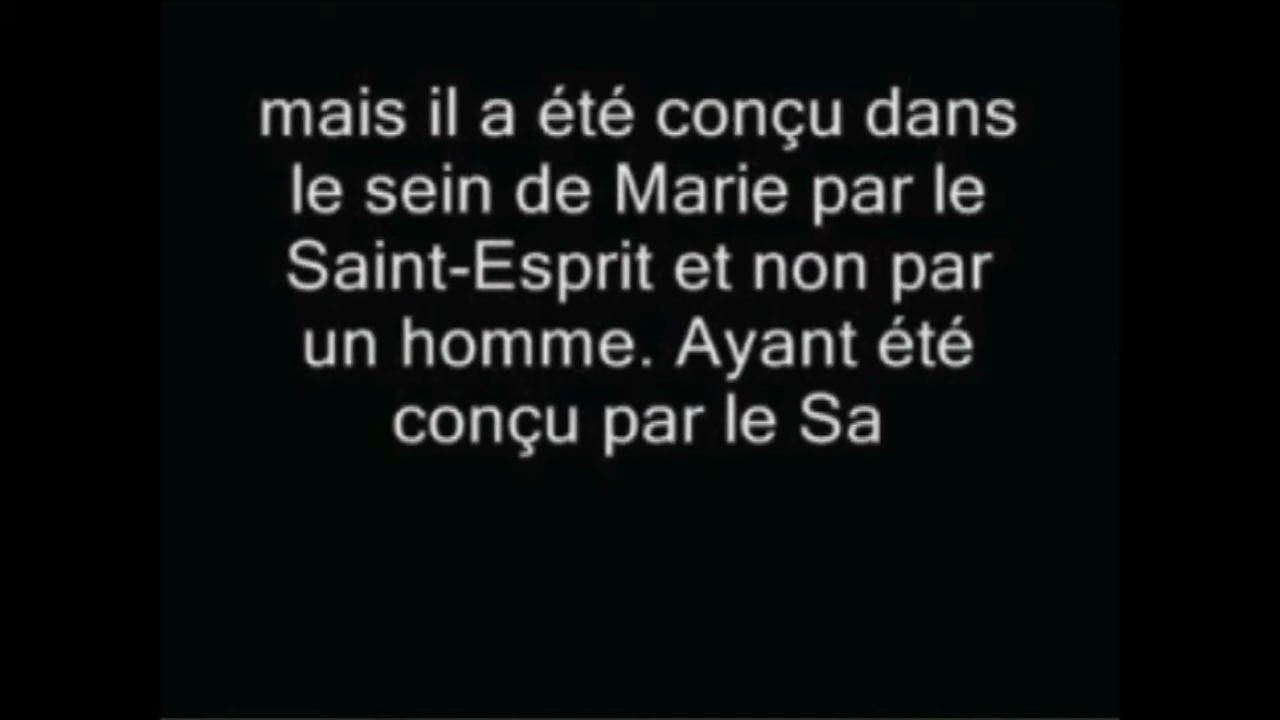 mais il a été conçu dans
le sein de Marie par le
Saint-Esprit et non par
un homme. Ayant été
conçu par le Sa